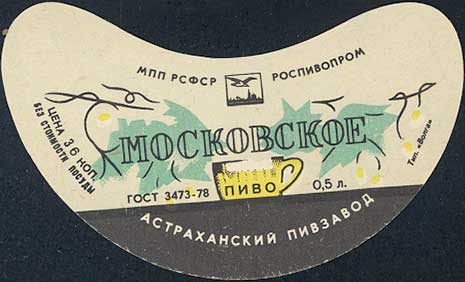 МПП РСФСР РОСПИВОПРОМ
ЦЕНА 36 КОП.
БЕЗ СТОИМОСТИ ПОСУДЫ
МОСКОВСКОЕ
Тип. «Волга»
ГОСТ 3473-78 ПИВО 0,5 л.
АСТРАХАНСКИЙ ПИВЗАВОД